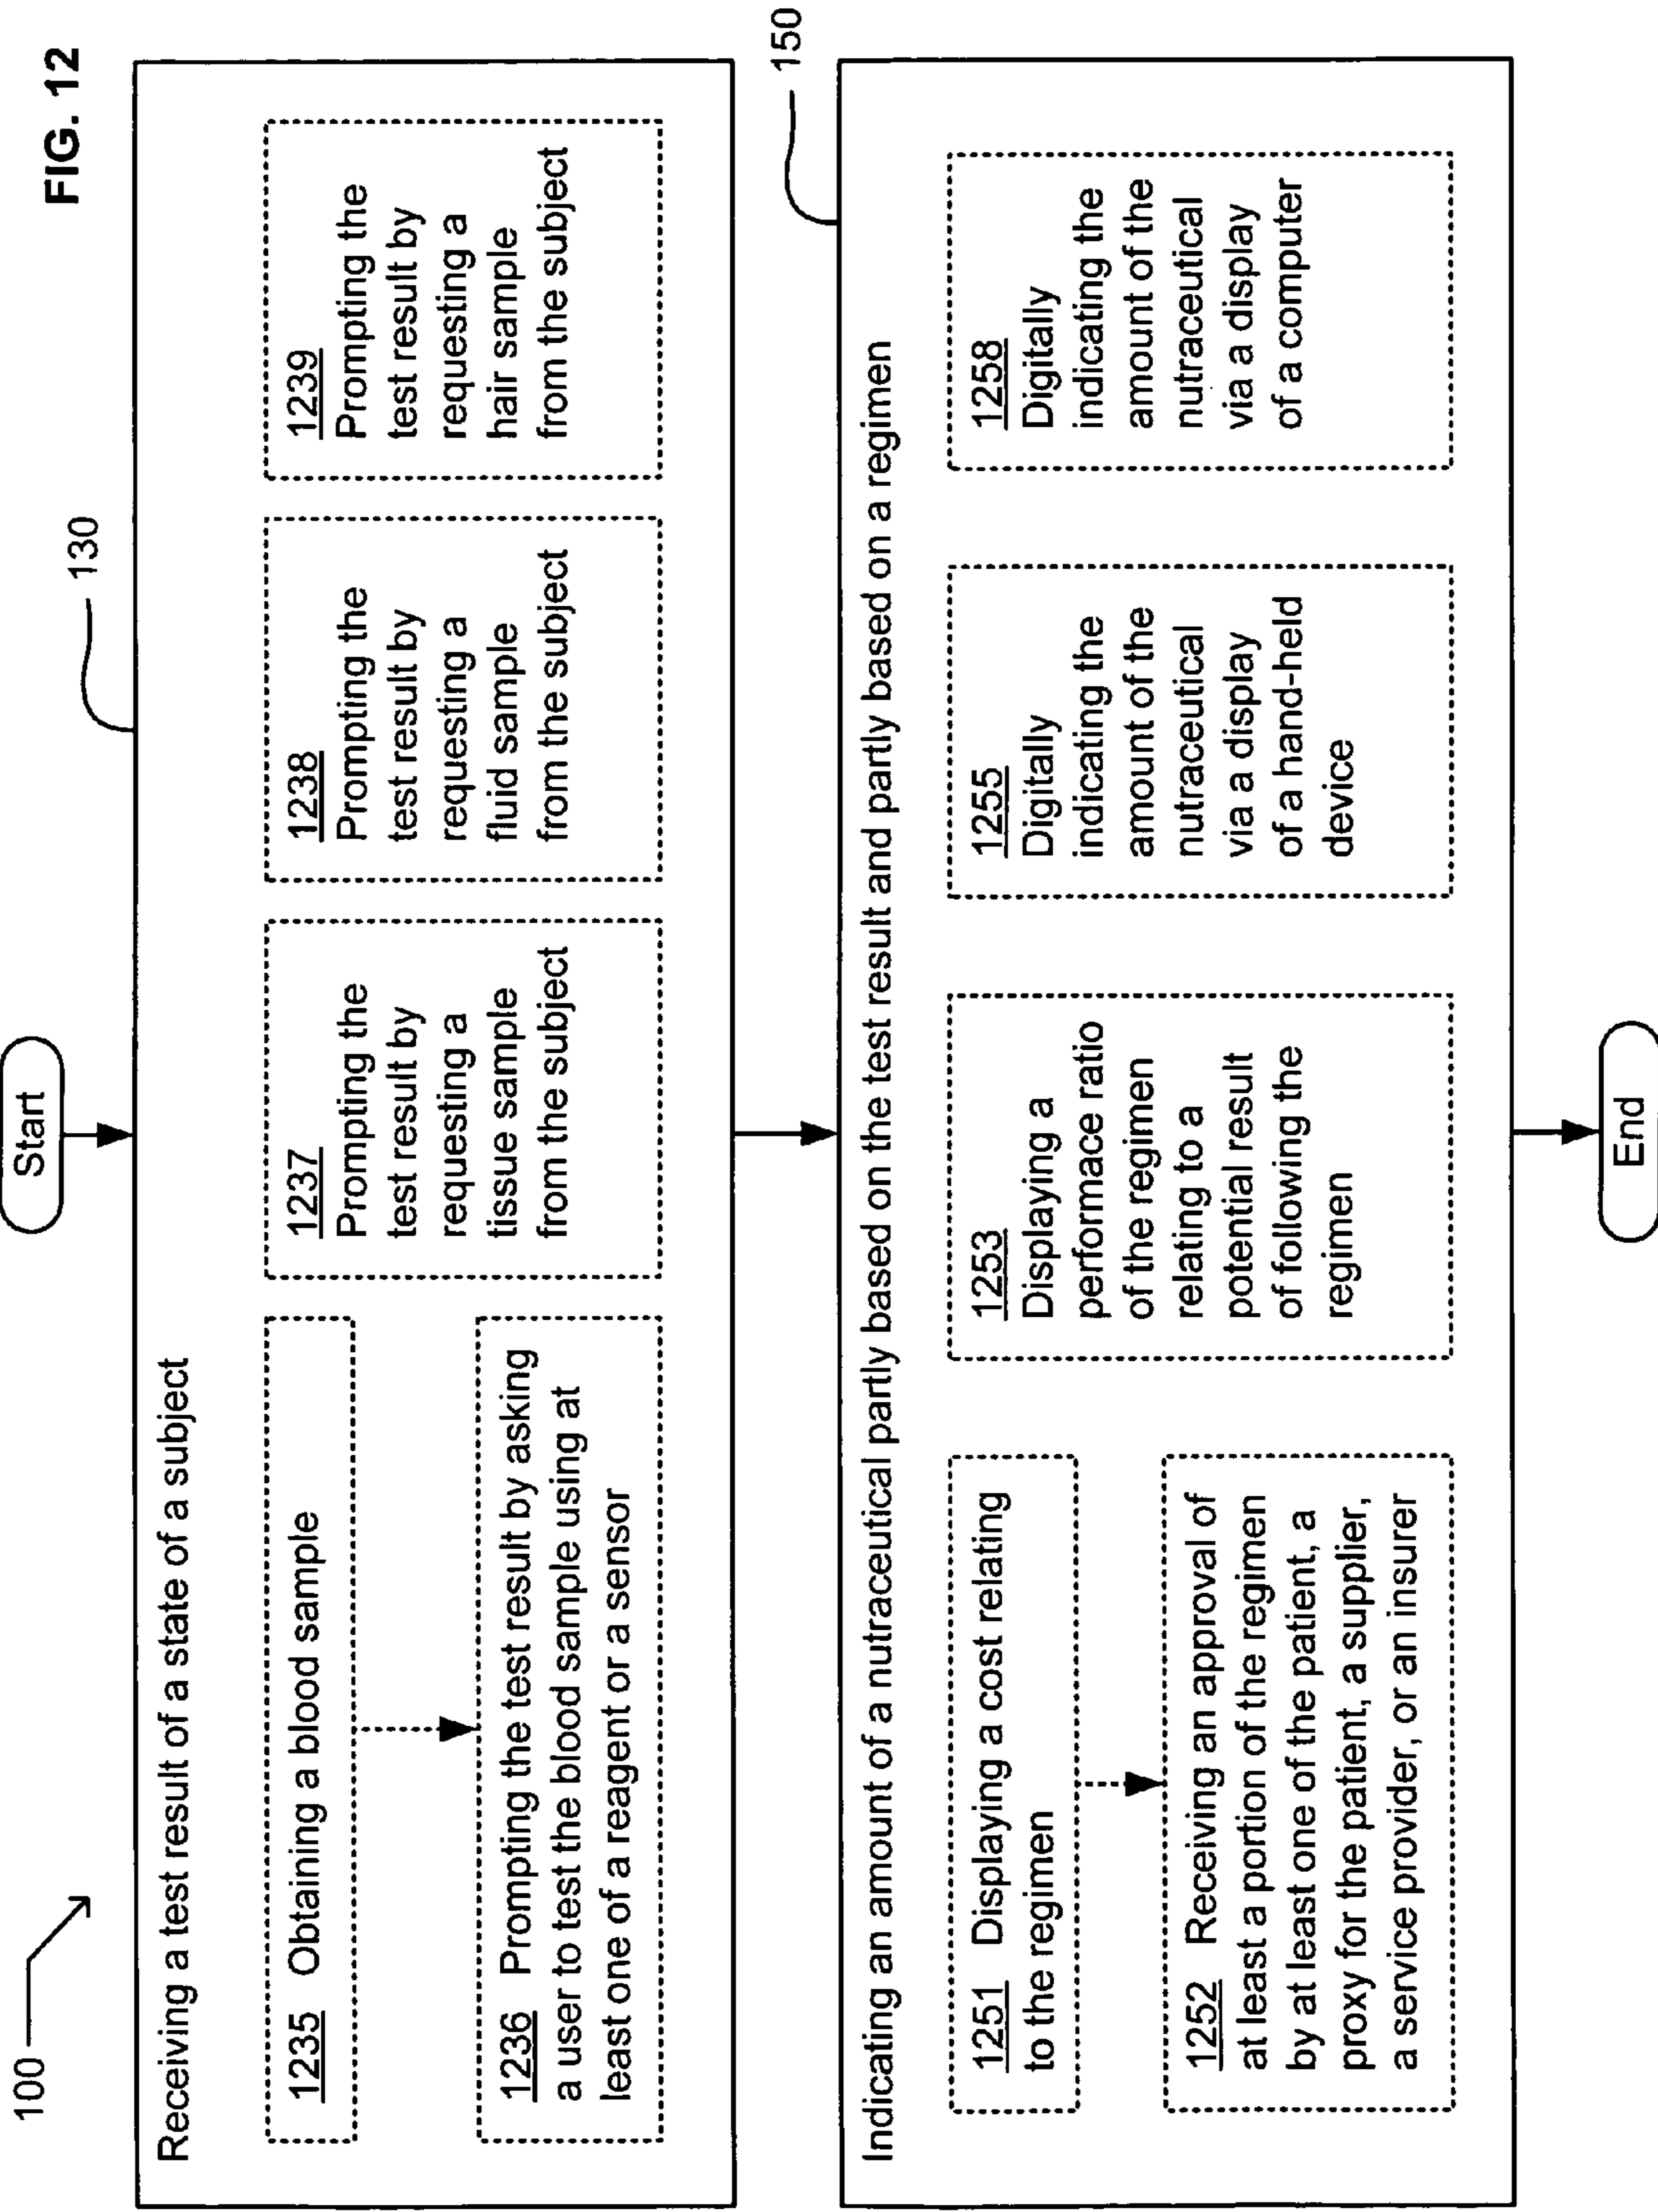 FIG. 12
100
Start
130
Receiving a test result of a state of a subject
1235 Obtaining a blood sample
1236 Prompting the test result by asking
a user to test the blood sample using at
least one of a reagent or a sensor
1237
Prompting the
test result by
requesting a
tissue sample
from the subject
1238
Prompting the
test result by
requesting a
fluid sample
from the subject
1239
Prompting the
test result by
requesting a
hair sample
from the subject
150
Indicating an amount of a nutraceutical partly based on the test result and partly based on a regimen
1251 Displaying a cost relating
to the regimen
1252 Receiving an approval of
at least a portion of the regimen
by at least one of the patient, a
proxy for the patient, a supplier,
a service provider, or an insurer
1253
Displaying a
performace ratio
of the regimen
relating to a
potential result
of following the
regimen
1255
Digitally
indicating the
amount of the
nutraceutical
via a display
of a hand-held
device
1258
Digitally
indicating the
amount of the
nutraceutical
via a display
of a computer
End